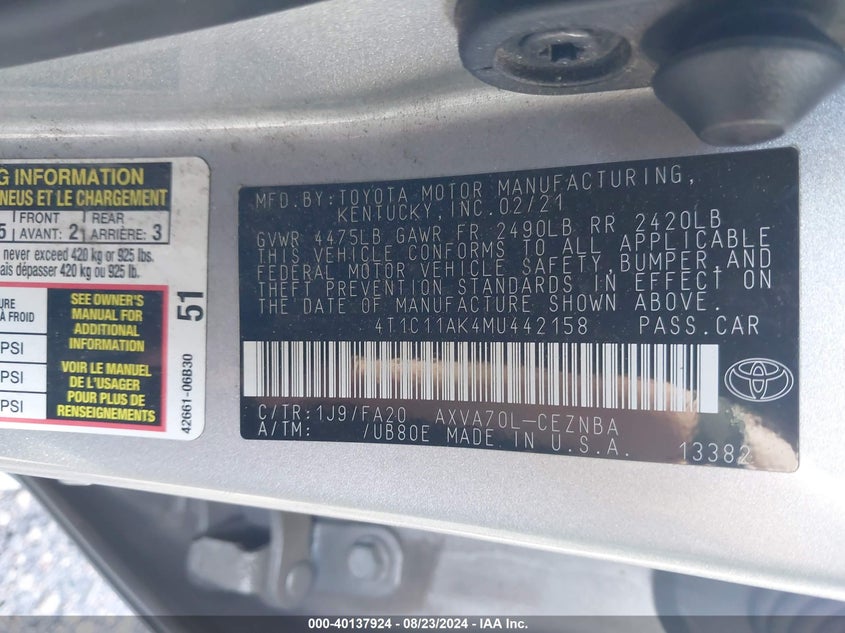 G INFORMATION
PNEUS ET LE CHARGEMENT
5 FRONT REAR
AVANT: 2 ARRIÈRE: 3
never exceed 420 kg or 925 lbs.
ais dépasser 420 kg ou 925 lb.
URE
À FROID
PSI
PSI
PSI
SEE OWNER'S
MANUAL FOR
ADDITIONAL
INFORMATION
VOIR LE MANUEL
DE L'USAGER
POUR PLUS DE
RENSEIGNEMENTS
51
42661-06B30
MFD.BY:TOYOTA MOTOR MANUFACTURING,
KENTUCKY, INC. 02/21
GVWR 4475LB GAWR FR 2490LB RR 2420LB
THIS VEHICLE CONFORMS TO ALL APPLICABLE
FEDERAL MOTOR VEHICLE SAFETY, BUMPER, AND
THEFT PREVENTION STANDARDS IN EFFECT ON
THE DATE OF MANUFACTURE SHOWN ABOVE.
4T1C11AK4MU442158 PASS.CAR
C/TR:1J9/FA20 AXVA70L-CEZNBA
A/TM: /UB80E MADE IN U.S.A.
13382
000-40137924 - 08/23/2024 - IAA Inc.